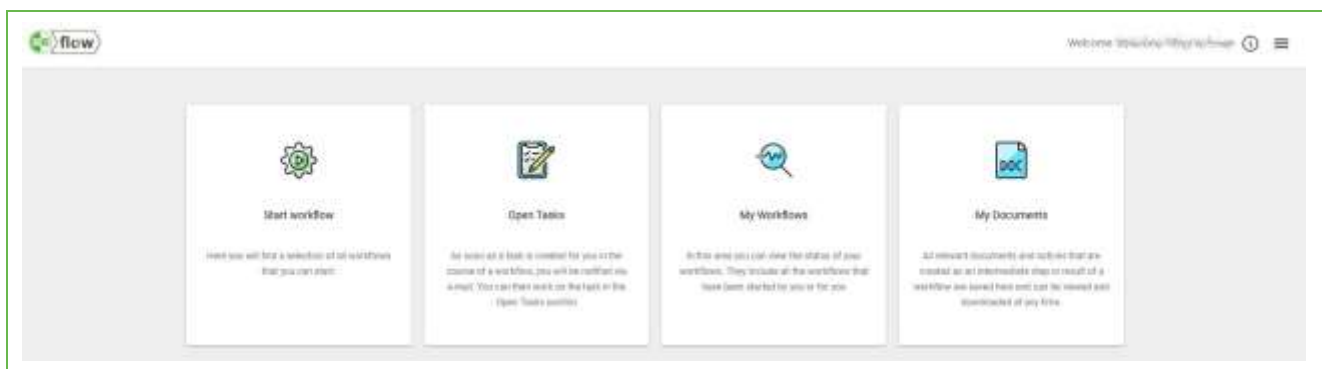 flow
Welcome
Start workflow
Here you will find a selection of all workflows
that you can start.
Open Tasks
As soon as a task is created for you in the
course of a workflow, you will be notified via
e-mail. You can then work on the task in the
Open Tasks section.
My Workflows
In this area you can view the status of your
workflows. They include all the workflows that
have been started by you or for you.
DOC
My Documents
All relevant documents and notices that are
created as an intermediate step or result of a
workflow are saved here and can be viewed and
downloaded at any time.